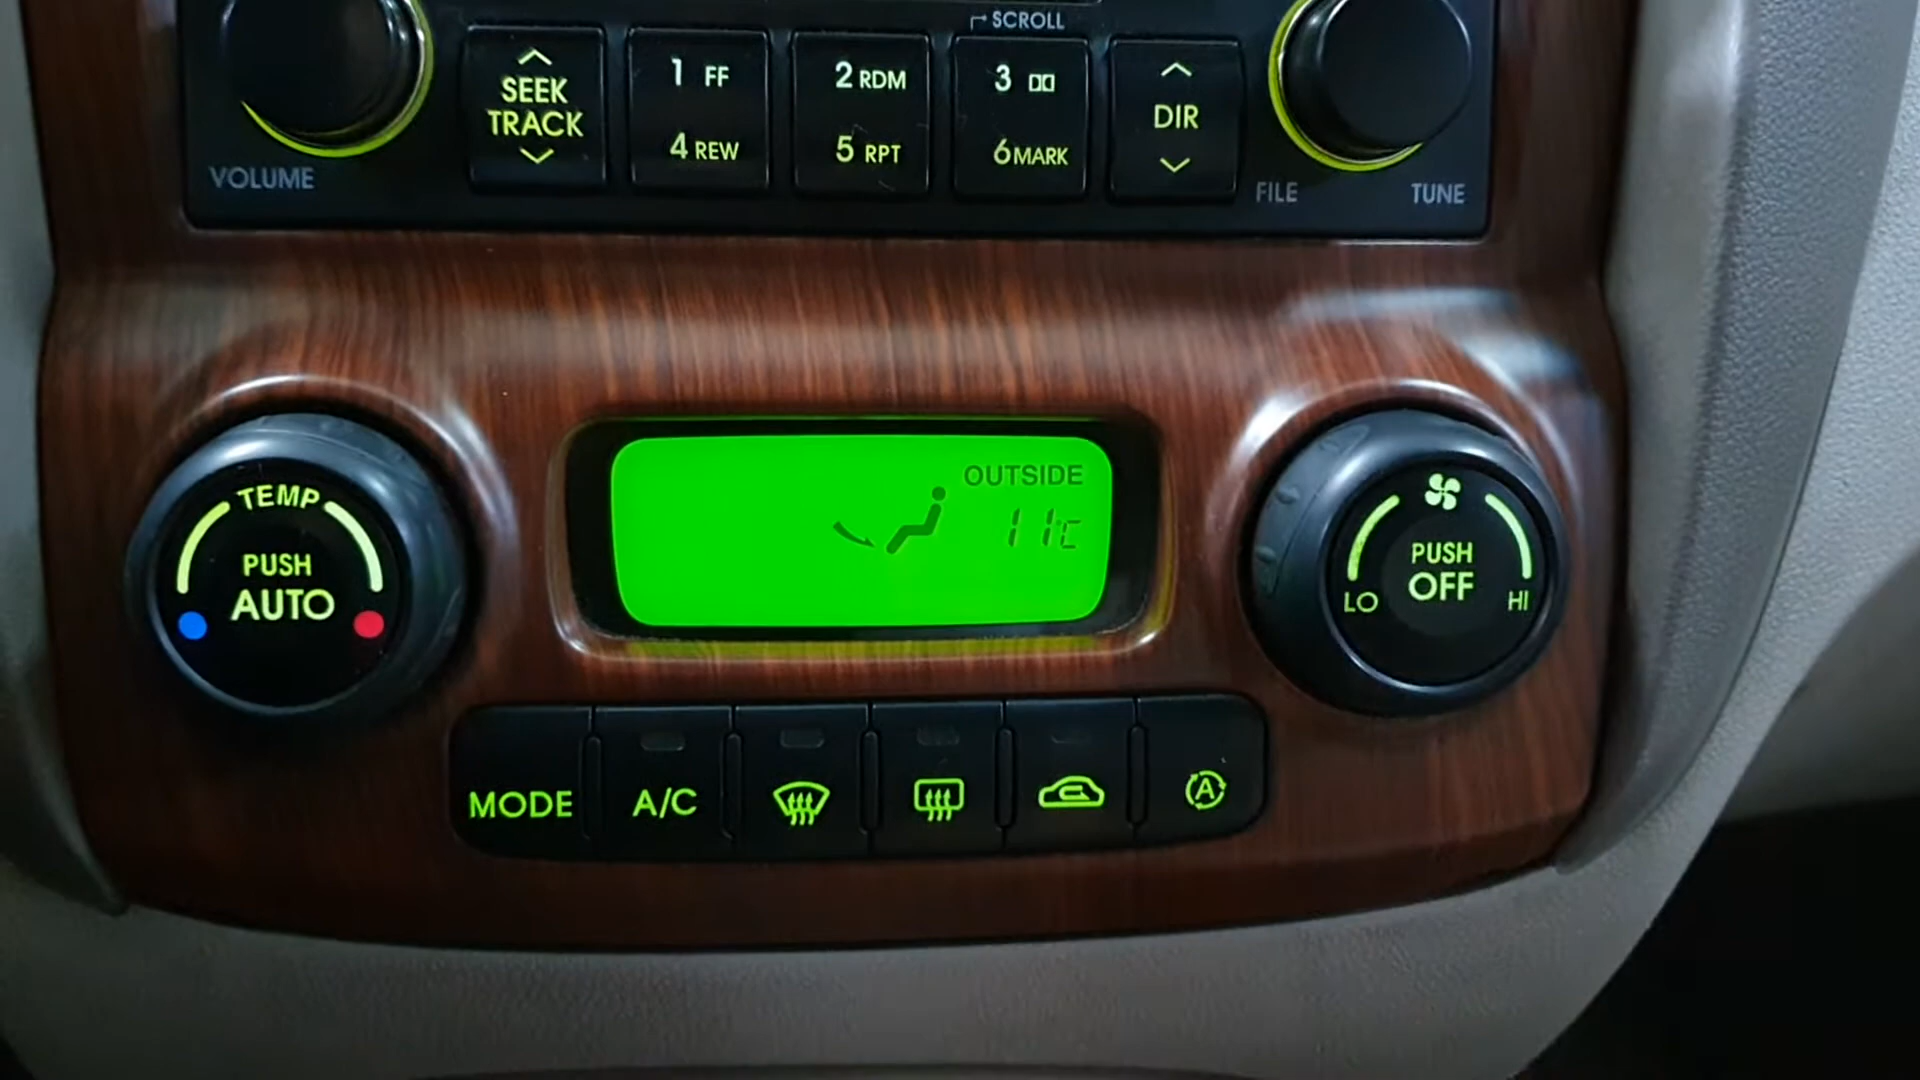 SCROLL
SEEK
TRACK
1 FF
4 REW
2 RDM
5 RPT
3
6 MARK
DIR
VOLUME
FILE
TUNE
TEMP
PUSH
AUTO
OUTSIDE
11°C
PUSH
OFF
LO
HI
MODE
A/C
A